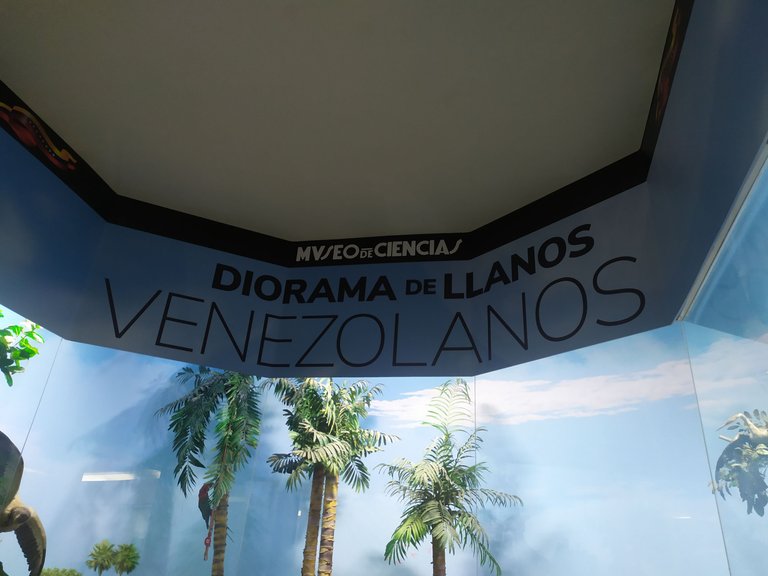 MVSEO DE CIENCIAS
DIORAMA DE LLANOS
VENEZOLANOS